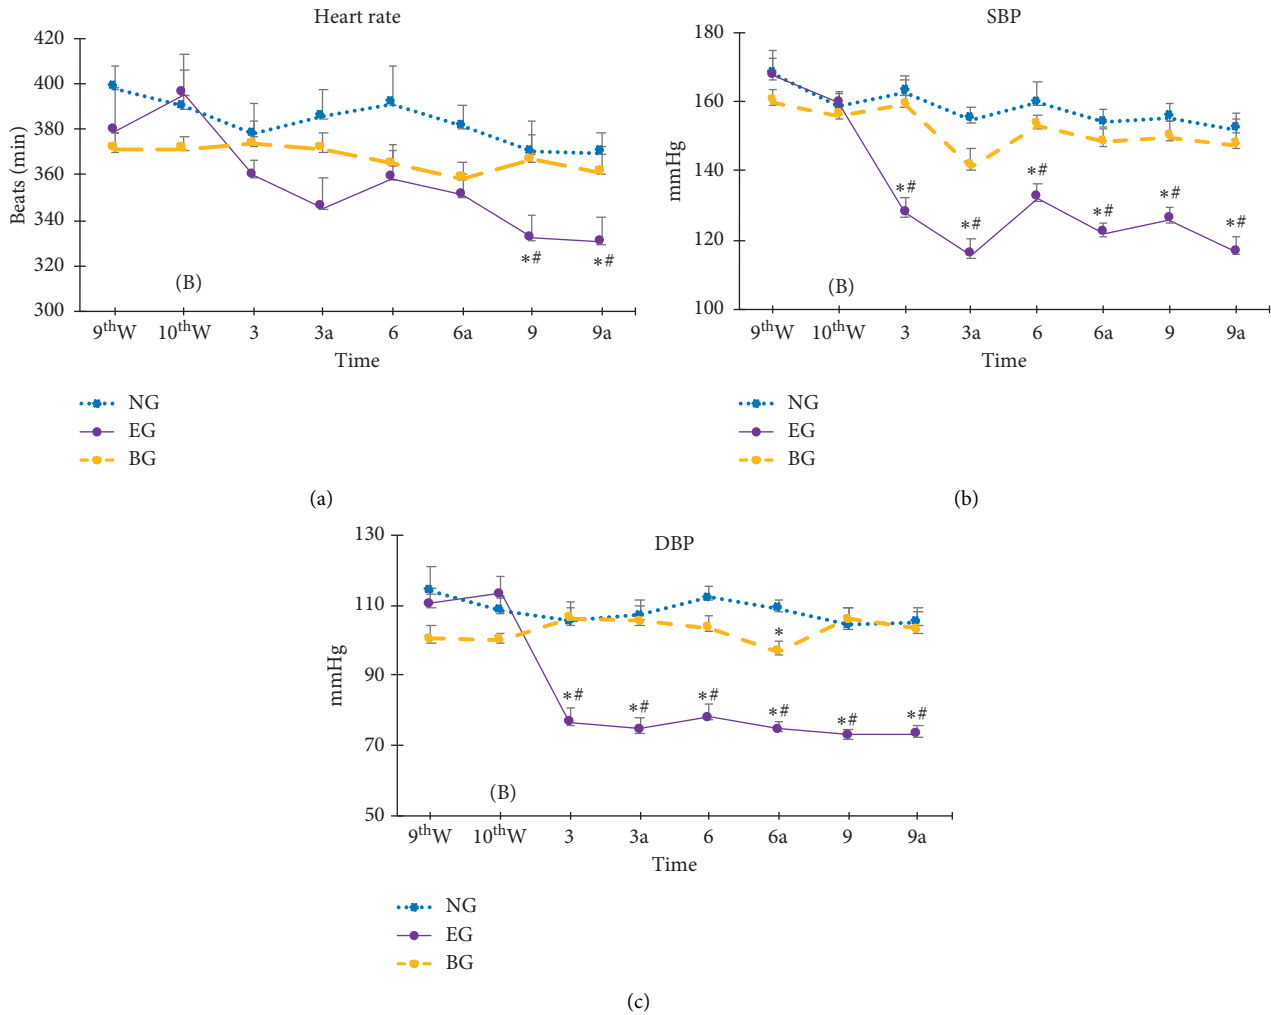 Heart rate
420
400
380
360
340
320
300
Beats (min)
*#
*#
(B)
9thW 10thW 3 3a 6 6a 9 9a
Time
NG
EG
BG
(a)
SBP
180
160
140
120
100
mmHg
*#
*#
*#
*#
*#
*#
(B)
9thW 10thW 3 3a 6 6a 9 9a
Time
NG
EG
BG
(b)
DBP
130
110
90
70
50
mmHg
*
*#
*#
*#
*#
*#
*#
(B)
9thW 10thW 3 3a 6 6a 9 9a
Time
NG
EG
BG
(c)